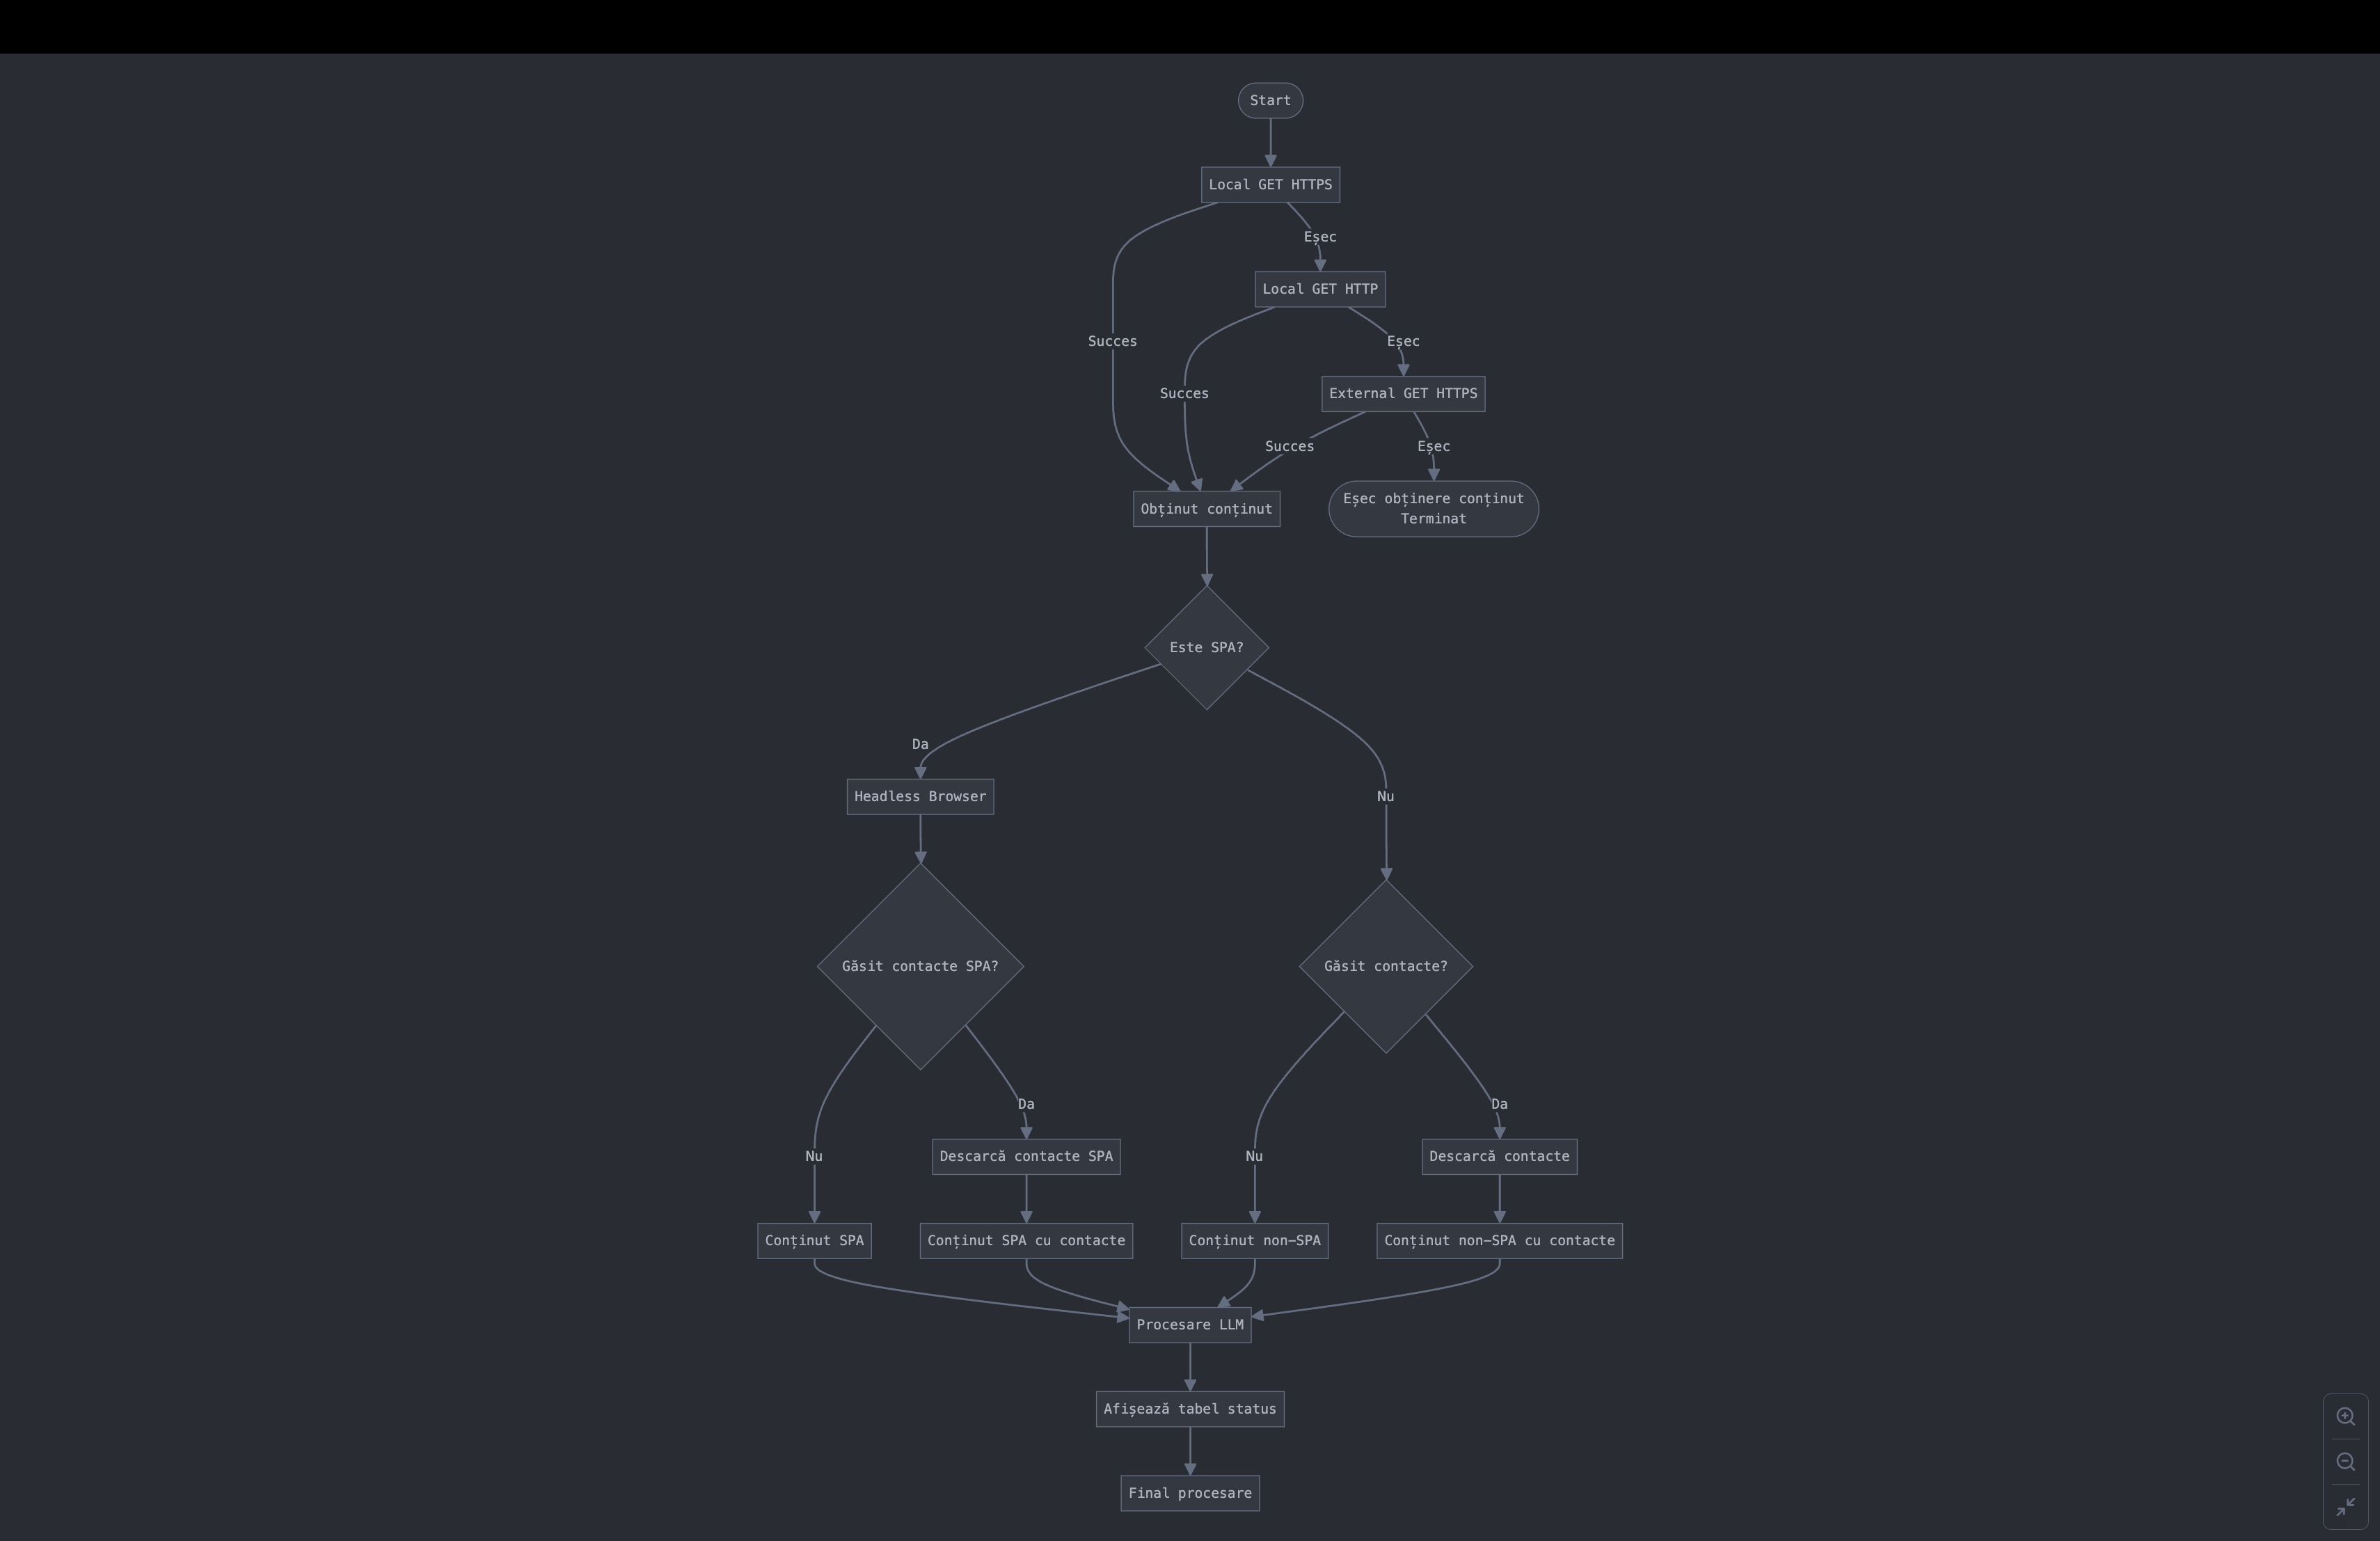 Start
Local GET HTTPS
Eșec
Local GET HTTP
Succes
Eșec
Succes
External GET HTTPS
Succes
Eșec
Obținut conținut
Eșec obținere conținut
Terminat
Este SPA?
Da
Headless Browser
Nu
Găsit contacte SPA?
Găsit contacte?
Da
Da
Nu
Descarcă contacte SPA
Nu
Descarcă contacte
Conținut SPA
Conținut SPA cu contacte
Conținut non-SPA
Conținut non-SPA cu contacte
Procesare LLM
Afișează tabel status
Final procesare